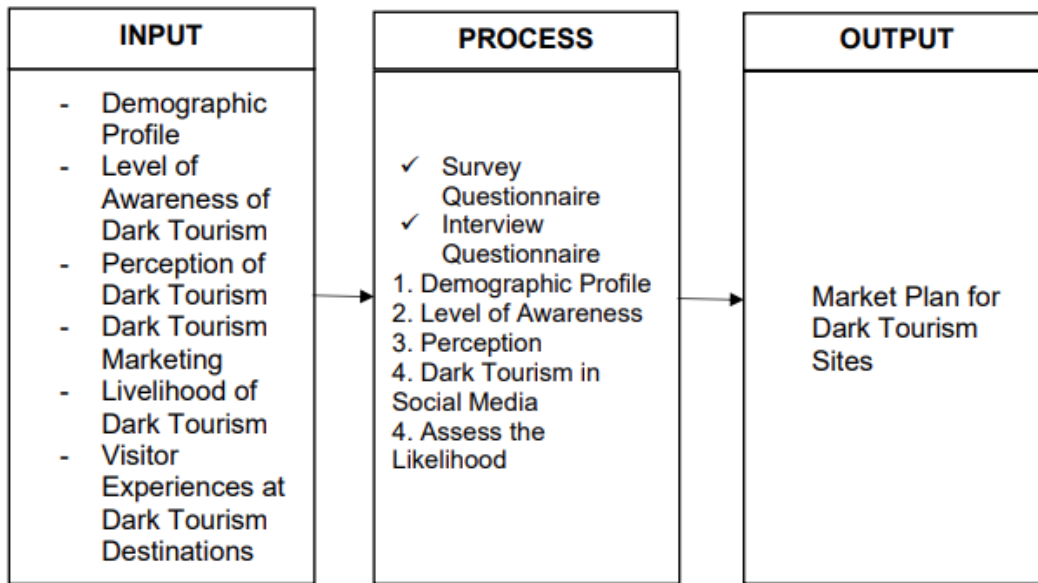 INPUT
- Demographic
Profile
- Level of
Awareness of
Dark Tourism
- Perception of
Dark Tourism
- Dark Tourism
Marketing
- Livelihood of
Dark Tourism
- Visitor
Experiences at
Dark Tourism
Destinations
PROCESS
✓ Survey
Questionnaire
✓ Interview
Questionnaire
1. Demographic Profile
2. Level of Awareness
3. Perception
4. Dark Tourism in
Social Media
4. Assess the
Likelihood
OUTPUT
Market Plan for
Dark Tourism
Sites